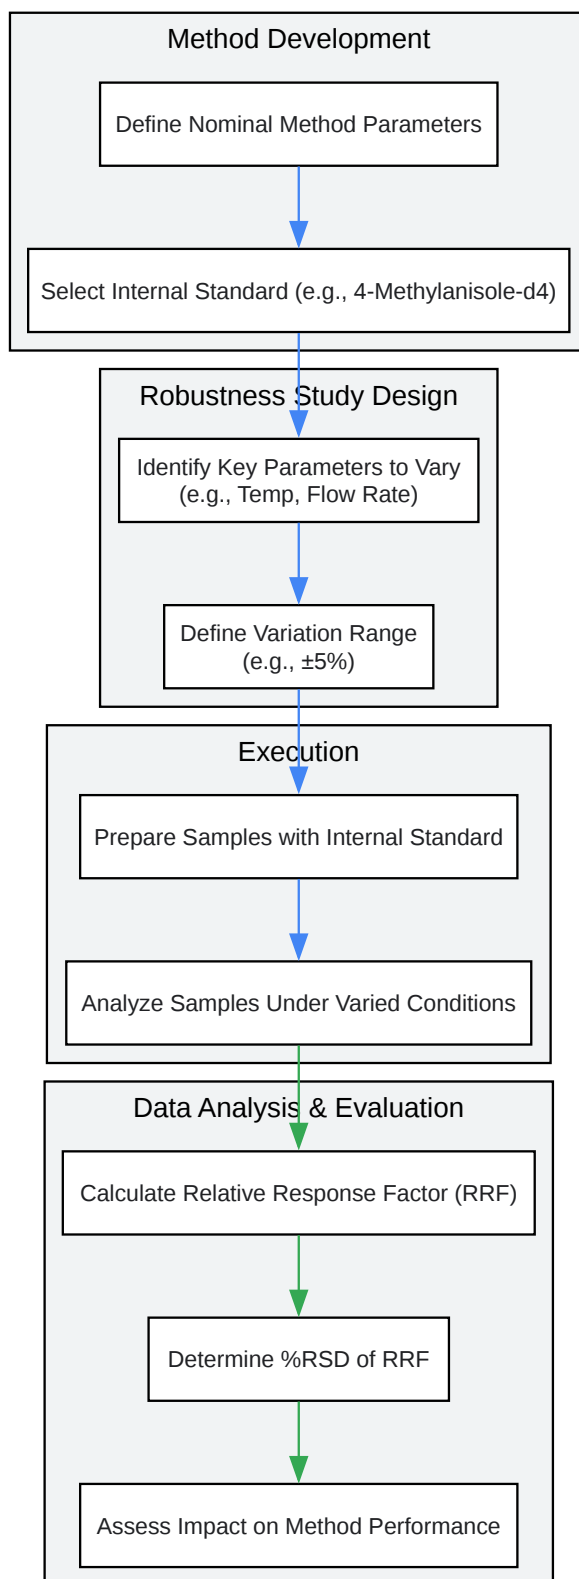 Method Development
Define Nominal Method Parameters
Select Internal Standard (e.g., 4-Methylanisole-d4)
Robustness Study Design
Identify Key Parameters to Vary
(e.g., Temp, Flow Rate)
Define Variation Range
(e.g., ±5%)
Execution
Prepare Samples with Internal Standard
Analyze Samples Under Varied Conditions
Data Analysis & Evaluation
Calculate Relative Response Factor (RRF)
Determine %RSD of RRF
Assess Impact on Method Performance